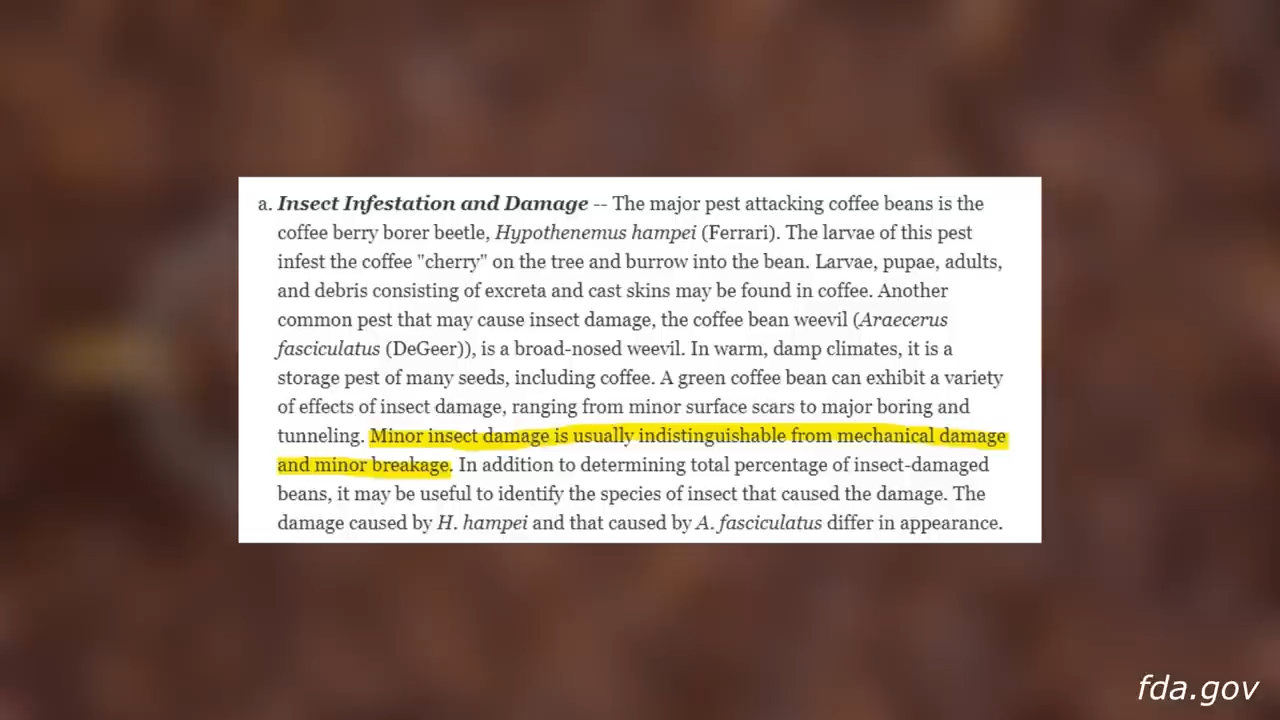 a. Insect Infestation and Damage -- The major pest attacking coffee beans is the
coffee berry borer beetle, Hypothenemus hampei (Ferrari). The larvae of this pest
infest the coffee "cherry" on the tree and burrow into the bean. Larvae, pupae, adults,
and debris consisting of excreta and cast skins may be found in coffee. Another
common pest that may cause insect damage, the coffee bean weevil (Araecerus
fasciculatus (DeGeer)), is a broad-nosed weevil. In warm, damp climates, it is a
storage pest of many seeds, including coffee. A green coffee bean can exhibit a variety
of effects of insect damage, ranging from minor surface scars to major boring and
tunneling. Minor insect damage is usually indistinguishable from mechanical damage
and minor breakage. In addition to determining total percentage of insect-damaged
beans, it may be useful to identify the species of insect that caused the damage. The
damage caused by H. hampei and that caused by A. fasciculatus differ in appearance.
fda.gov